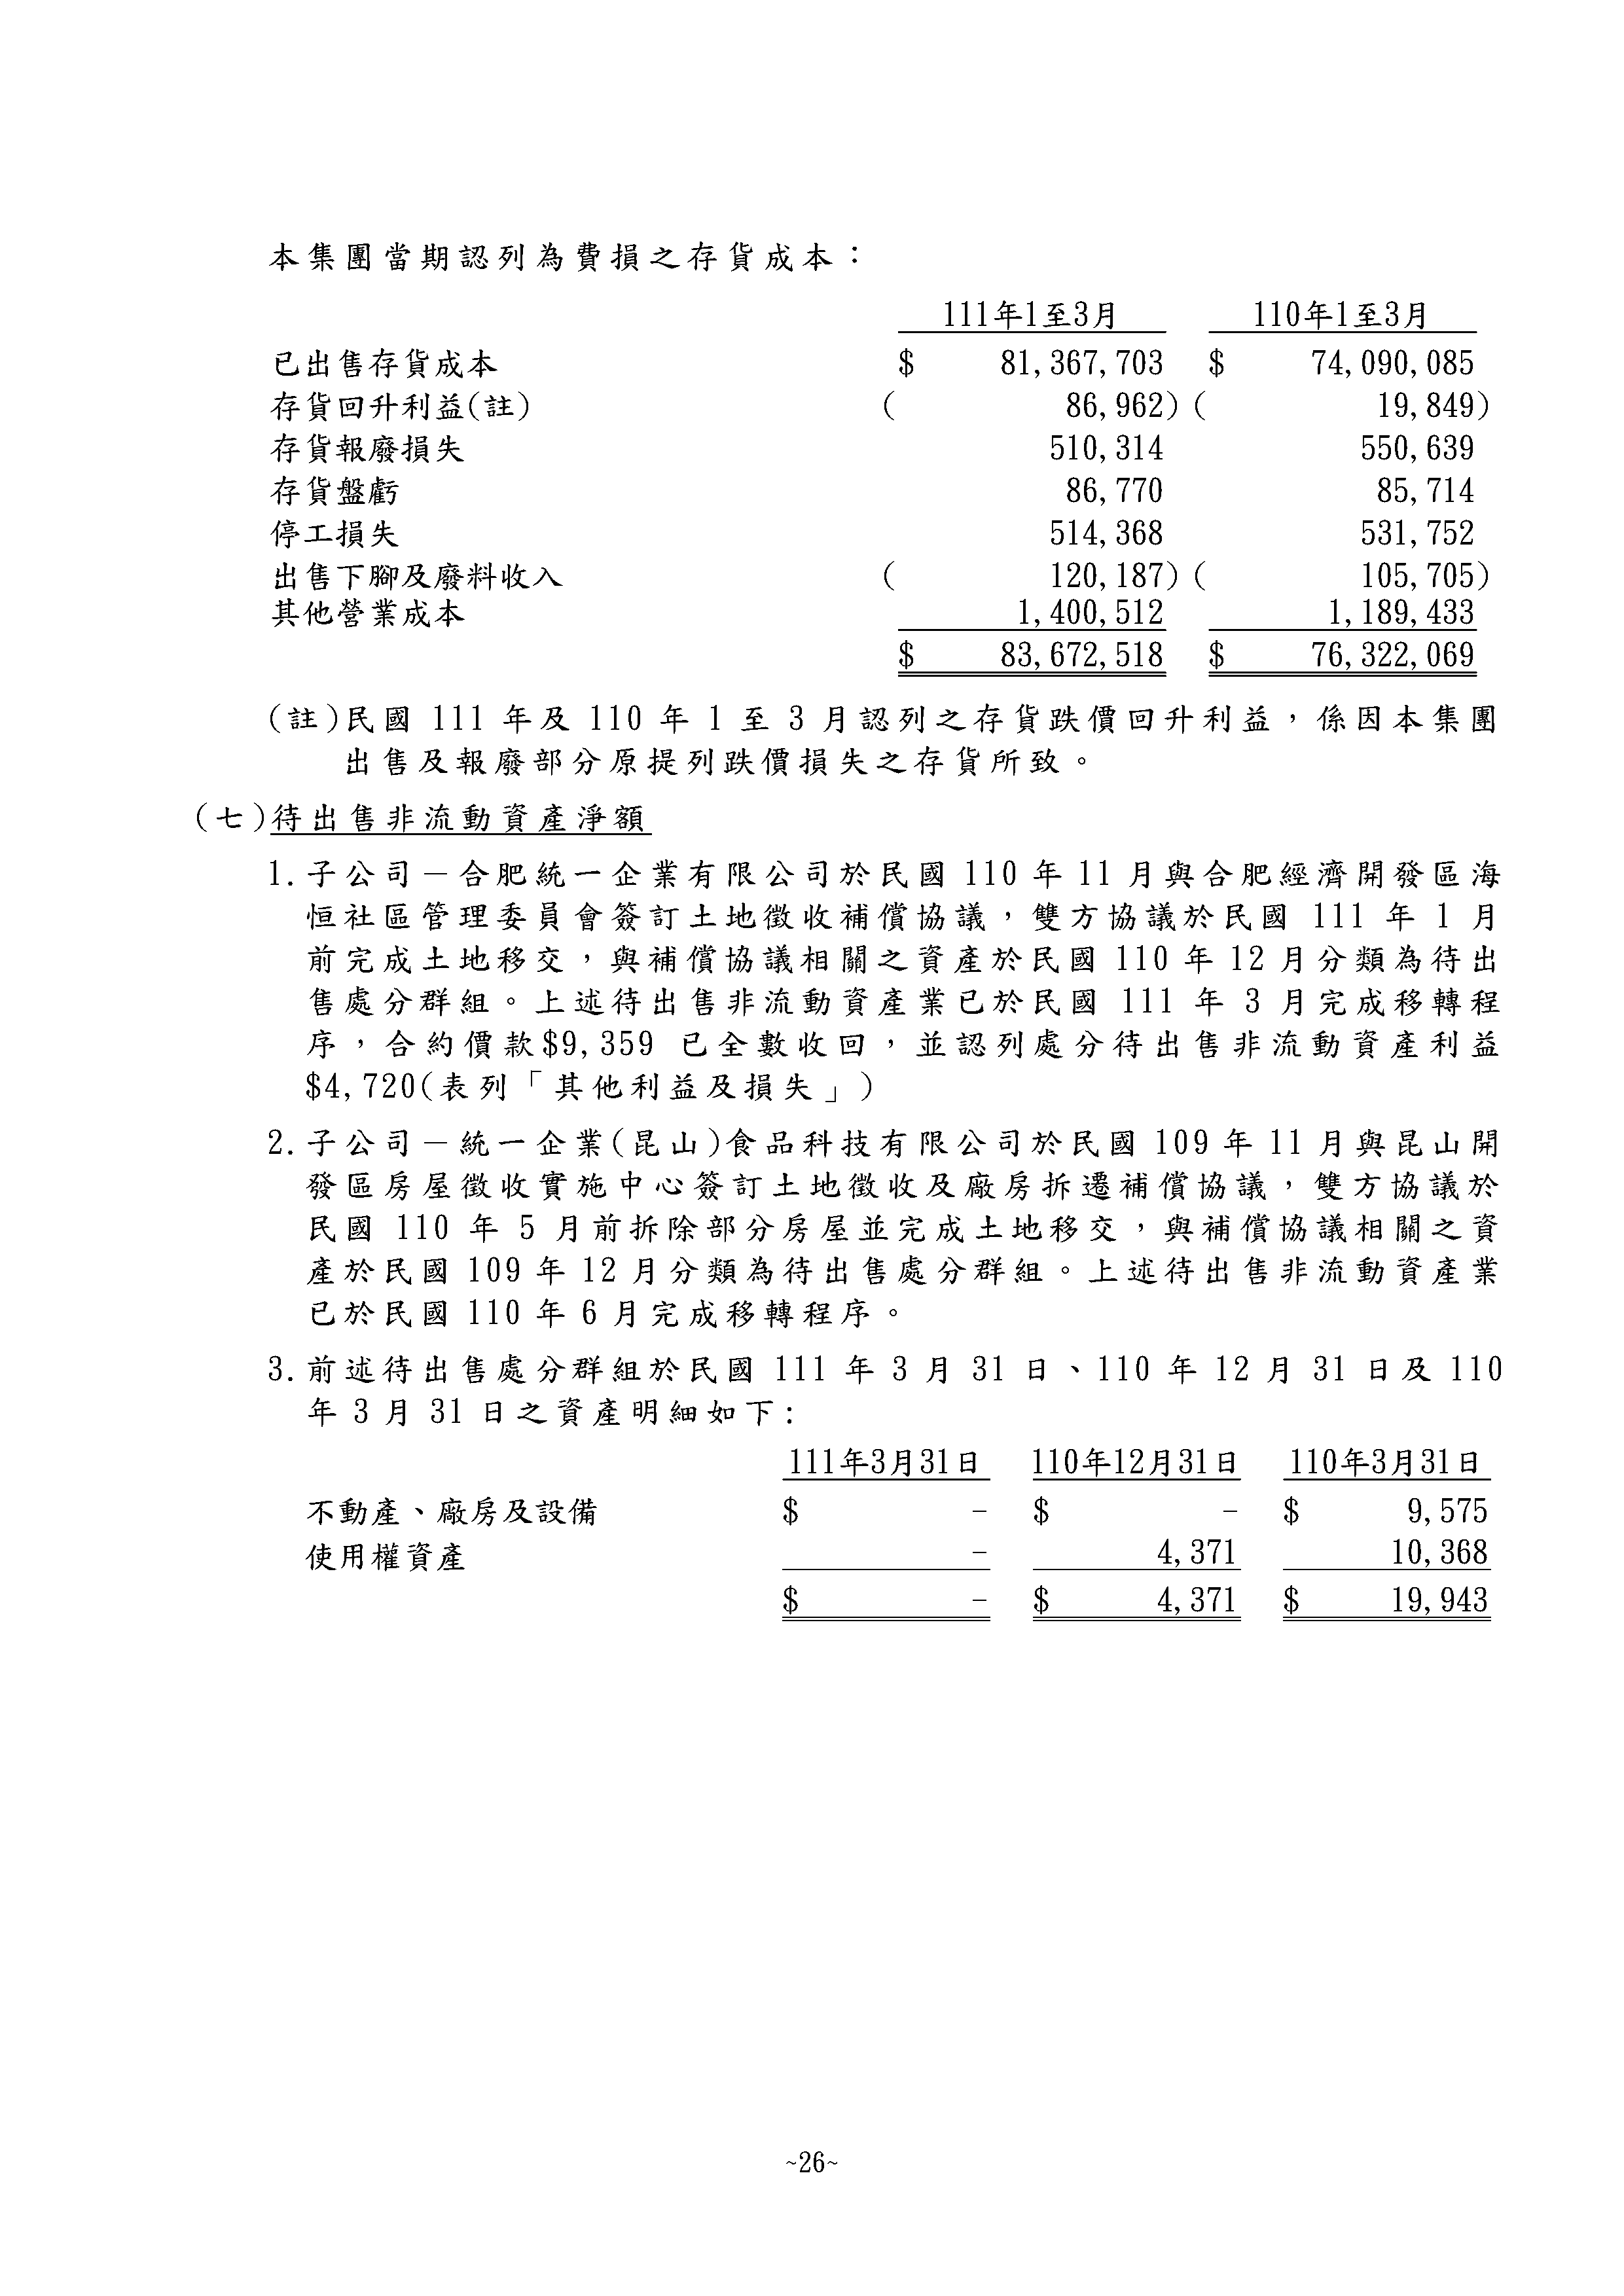 本集團當期認列為費損之存貨成本：
111年1至3月 110年1至3月
已出售存貨成本 $ 81,367,703 $ 74,090,085
存貨回升利益(註) ( 86,962) ( 19,849)
存貨報廢損失 510,314 550,639
存貨盤虧 86,770 85,714
停工損失 514,368 531,752
出售下腳及廢料收入 ( 120,187) ( 105,705)
其他營業成本 1,400,512 1,189,433
$ 83,672,518 $ 76,322,069
(註)民國 111 年及 110 年 1 至 3 月認列之存貨跌價回升利益，係因本集團
出售及報廢部分原提列跌價損失之存貨所致。
(七)待出售非流動資產淨額
1.子公司－合肥統一企業有限公司於民國 110 年 11 月與合肥經濟開發區海
恒社區管理委員會簽訂土地徵收補償協議，雙方協議於民國 111 年 1 月
前完成土地移交，與補償協議相關之資產於民國 110 年 12 月分類為待出
售處分群組。上述待出售非流動資產業已於民國 111 年 3 月完成移轉程
序，合約價款$9,359 已全數收回，並認列處分待出售非流動資產利益
$4,720(表列「其他利益及損失」)
2.子公司－統一企業(昆山)食品科技有限公司於民國 109 年 11 月與昆山開
發區房屋徵收實施中心簽訂土地徵收及廠房拆遷補償協議，雙方協議於
民國 110 年 5 月前拆除部分房屋並完成土地移交，與補償協議相關之資
產於民國 109 年 12 月分類為待出售處分群組。上述待出售非流動資產業
已於民國 110 年 6 月完成移轉程序。
3.前述待出售處分群組於民國 111 年 3 月 31 日、110 年 12 月 31 日及 110
年 3 月 31 日之資產明細如下:
111年3月31日 110年12月31日 110年3月31日
不動產、廠房及設備 $ - $ - $ 9,575
使用權資產 - 4,371 10,368
$ - $ 4,371 $ 19,943
~26~